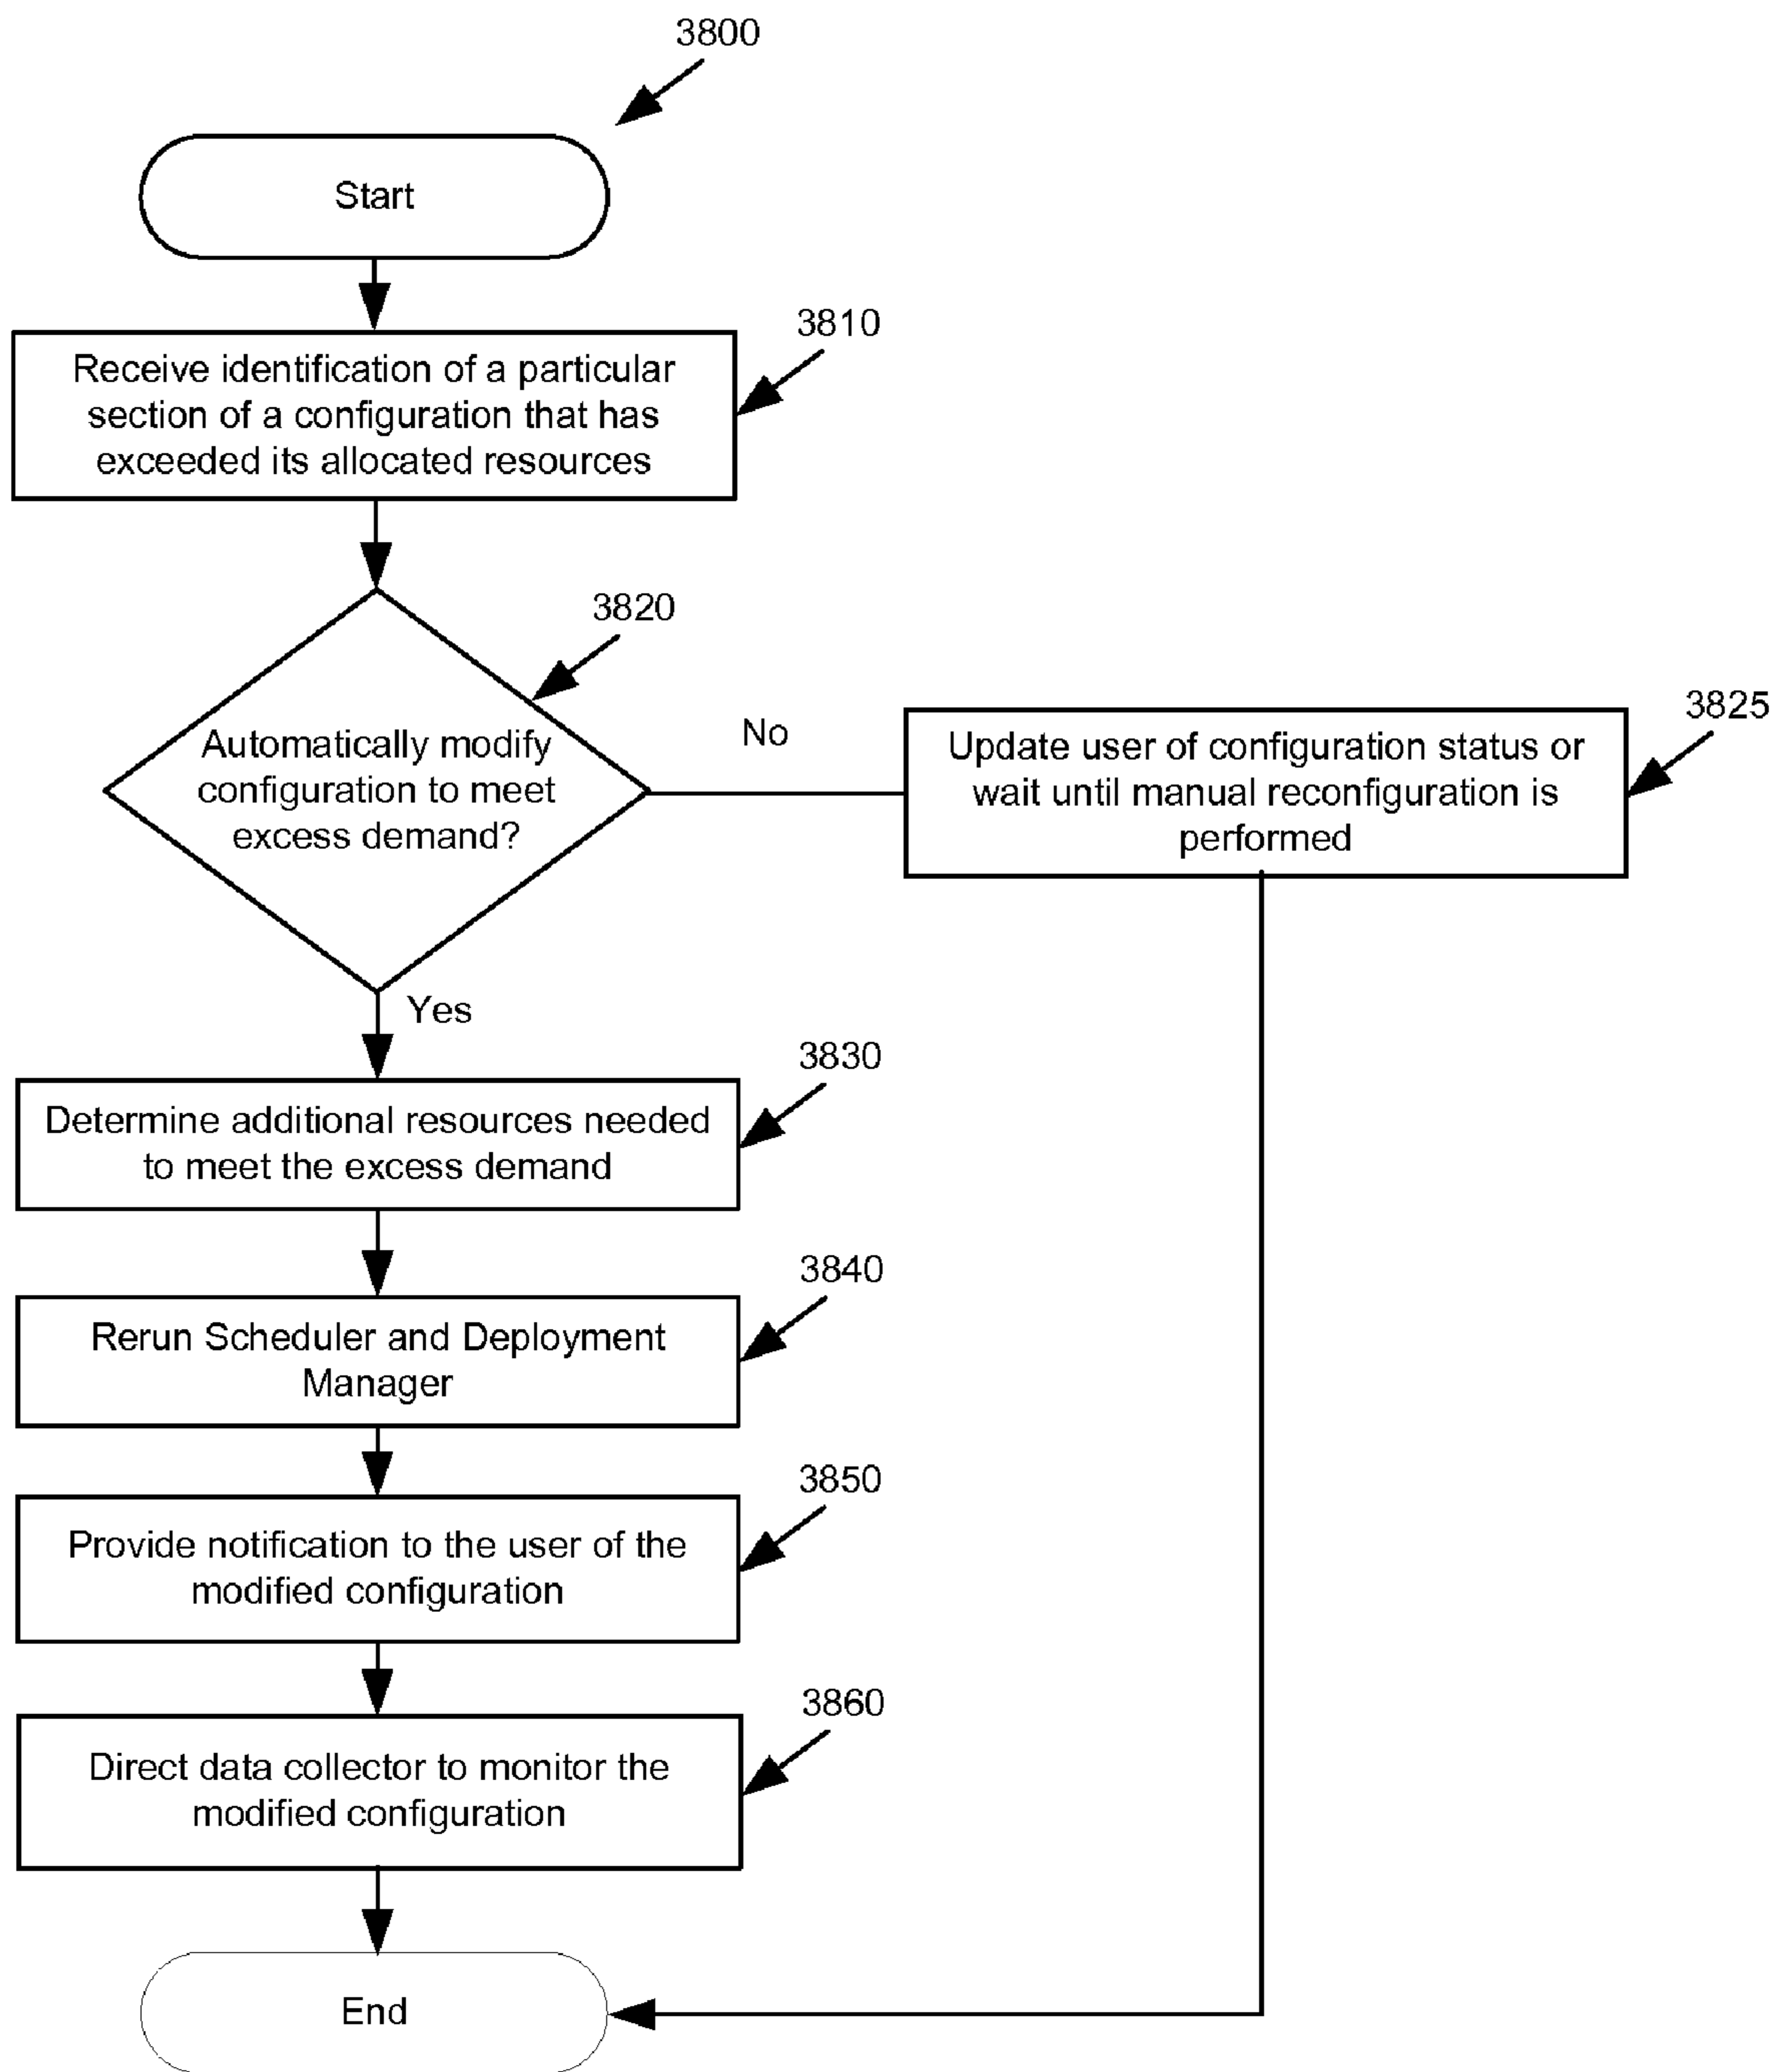 3800
Start
3810
Receive identification of a particular
section of a configuration that has
exceeded its allocated resources
3820
Automatically modify
configuration to meet
excess demand?
No
3825
Update user of configuration status or
wait until manual reconfiguration is
performed
Yes
3830
Determine additional resources needed
to meet the excess demand
3840
Rerun Scheduler and Deployment
Manager
3850
Provide notification to the user of the
modified configuration
3860
Direct data collector to monitor the
modified configuration
End